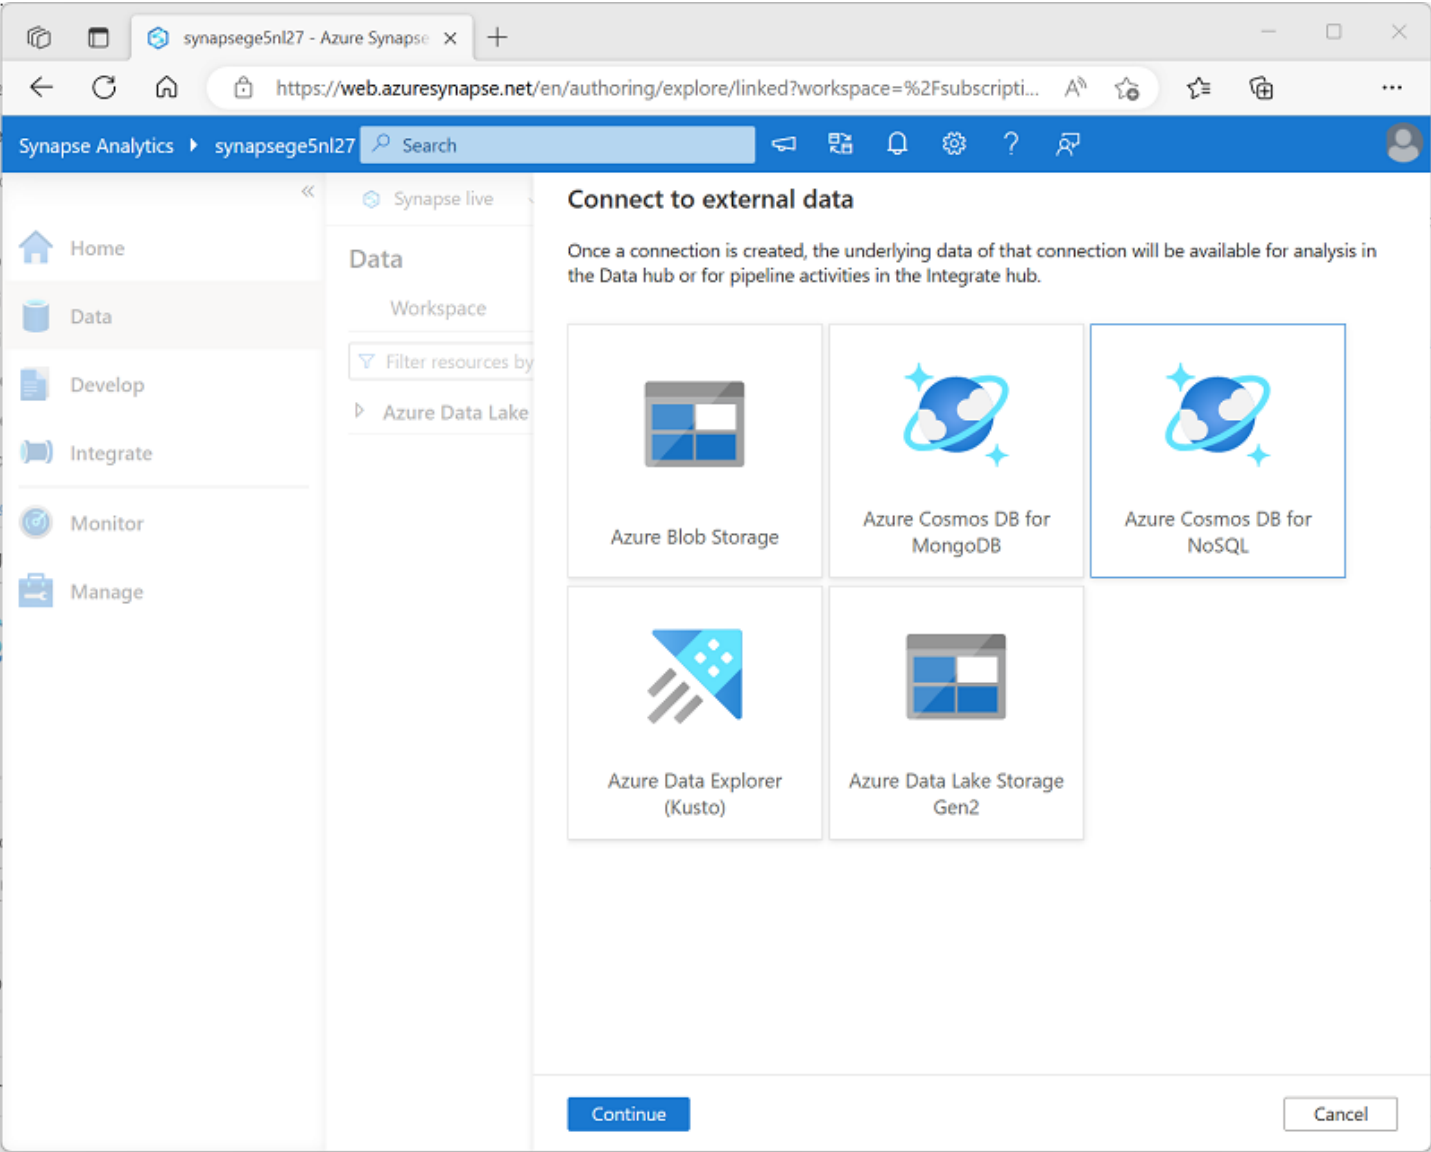 synapsege5nl27 - Azure Synapse
https://web.azuresynapse.net/en/authoring/explore/linked?workspace=%2Fsubscripti...
Synapse Analytics
synapsege5nl27
Search
Home
Data
Develop
Integrate
Monitor
Manage
Synapse live
Data
Workspace
Filter resources by
Azure Data Lake
Connect to external data
Once a connection is created, the underlying data of that connection will be available for analysis in
the Data hub or for pipeline activities in the Integrate hub.
Azure Blob Storage
Azure Cosmos DB for
MongoDB
Azure Cosmos DB for
NoSQL
Azure Data Explorer
(Kusto)
Azure Data Lake Storage
Gen2
Continue
Cancel